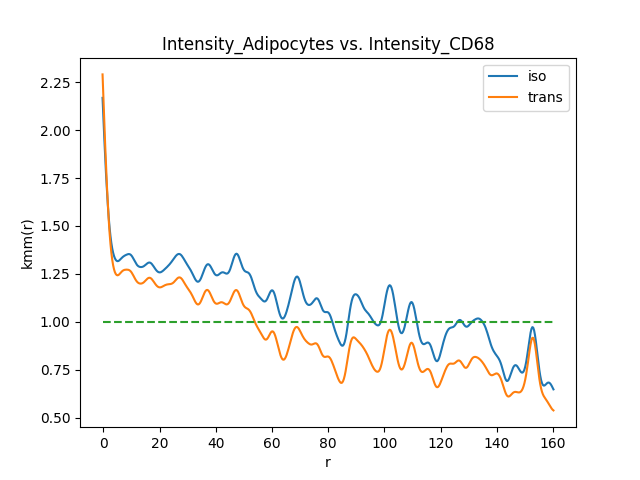 Intensity_Adipocytes vs. Intensity_CD68
iso
trans
kmm(r)
2.25
2.00
1.75
1.50
1.25
1.00
0.75
0.50
0 20 40 60 80 100 120 140 160
r